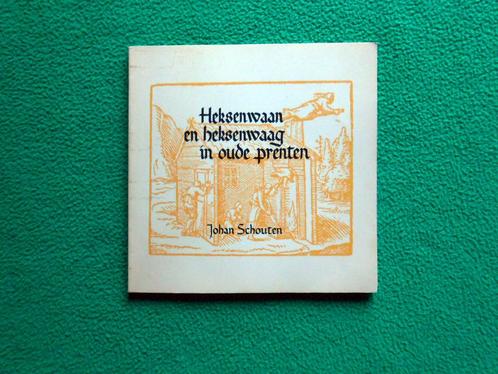 Heksenwaan
en heksenwaag
in oude prenten
Johan Schouten